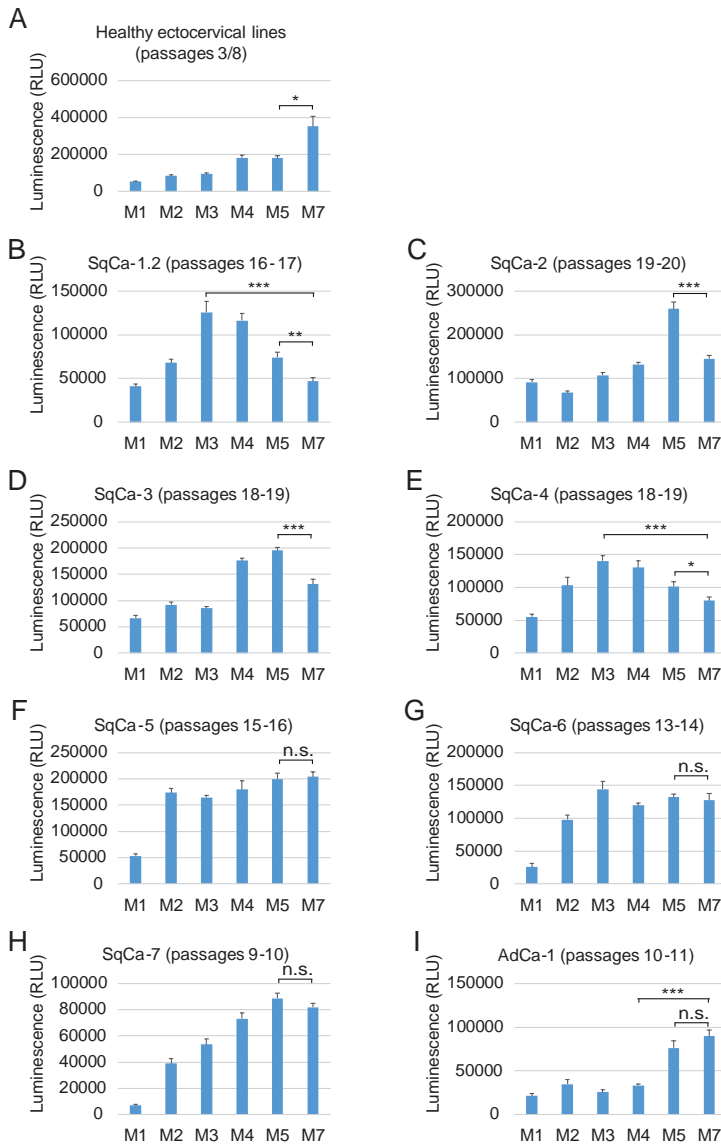 A
Healthy ectocervical lines
(passages 3/8)
Luminescence (RLU)
600000
400000
200000
0
*
M1 M2 M3 M4 M5 M7
B
SqCa-1.2 (passages 16-17)
Luminescence (RLU)
150000
100000
50000
0
***
**
M1 M2 M3 M4 M5 M7
C
SqCa-2 (passages 19-20)
Luminescence (RLU)
300000
200000
100000
0
***
M1 M2 M3 M4 M5 M7
D
SqCa-3 (passages 18-19)
Luminescence (RLU)
250000
200000
150000
100000
50000
0
***
M1 M2 M3 M4 M5 M7
E
SqCa-4 (passages 18-19)
Luminescence (RLU)
200000
150000
100000
50000
0
***
*
M1 M2 M3 M4 M5 M7
F
SqCa-5 (passages 15-16)
Luminescence (RLU)
250000
200000
150000
100000
50000
0
n.s.
M1 M2 M3 M4 M5 M7
G
SqCa-6 (passages 13-14)
Luminescence (RLU)
200000
150000
100000
50000
0
n.s.
M1 M2 M3 M4 M5 M7
H
SqCa-7 (passages 9-10)
Luminescence (RLU)
100000
80000
60000
40000
20000
0
n.s.
M1 M2 M3 M4 M5 M7
I
AdCa-1 (passages 10-11)
Luminescence (RLU)
150000
100000
50000
0
***
n.s.
M1 M2 M3 M4 M5 M7